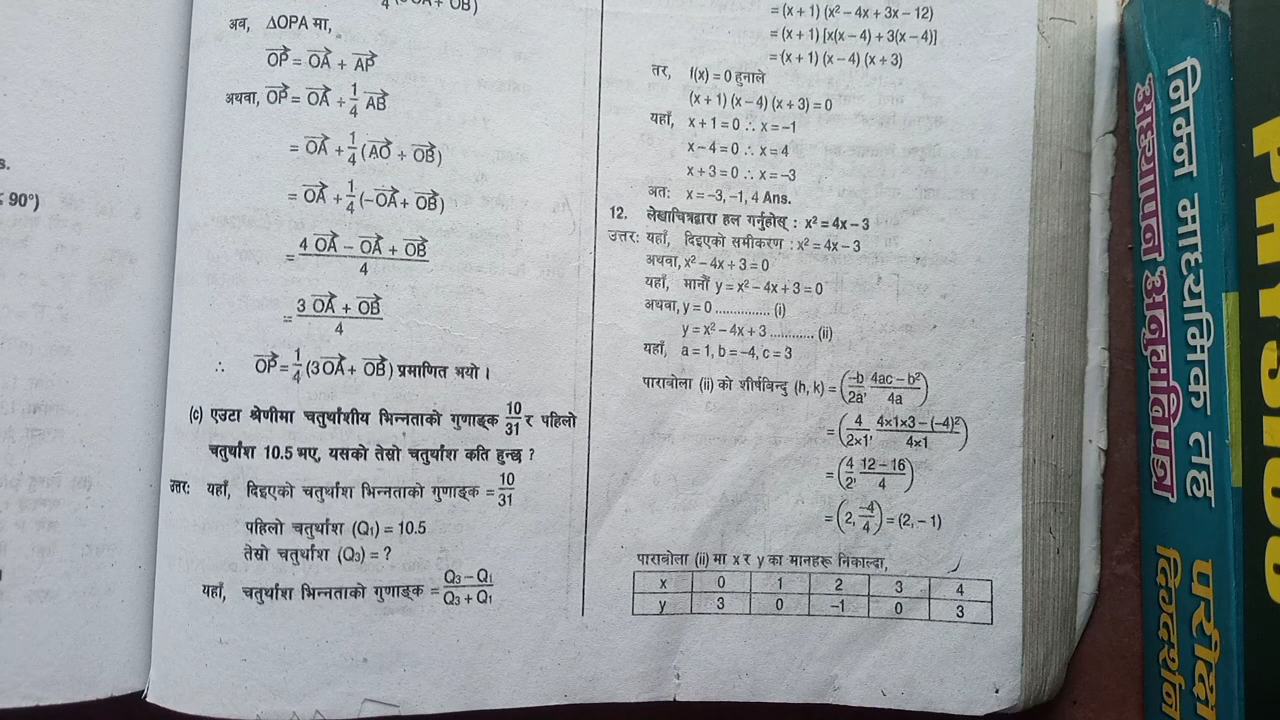 s.
90°)
4
OB)
अब, ΔOPA मा,
OP = OA + AP
अथवा, OP = OA + 1/4 AB
= OA + 1/4 (AO + OB)
= OA + 1/4 (–OA + OB)
= (4 OA – OA + OB)/4
= (3 OA + OB)/4
∴ OP = 1/4 (3OA + OB) प्रमाणित भयो ।
(c) एउटा श्रेणीमा चतुर्थांशीय भिन्नताको गुणाङ्क 10/31 र पहिलो
चतुर्थांश 10.5 भए, यसको तेस्रो चतुर्थांश कति हुन्छ ?
उत्तर: यहाँ, दिइएको चतुर्थांश भिन्नताको गुणाङ्क = 10/31
पहिलो चतुर्थांश (Q₁) = 10.5
तेस्रो चतुर्थांश (Q₃) = ?
यहाँ, चतुर्थांश भिन्नताको गुणाङ्क = (Q₃ – Q₁)/(Q₃ + Q₁)
= (x + 1) (x² – 4x + 3x – 12)
= (x + 1) [x(x – 4) + 3(x – 4)]
= (x + 1) (x – 4) (x + 3)
तर, f(x) = 0 हुनाले
(x + 1) (x – 4) (x + 3) = 0
यहाँ, x + 1 = 0 ∴ x = –1
x – 4 = 0 ∴ x = 4
x + 3 = 0 ∴ x = –3
अत: x = –3, –1, 4 Ans.
12. लेखाचित्रद्वारा हल गर्नुहोस् : x² = 4x – 3
उत्तर: यहाँ, दिइएको समीकरण : x² = 4x – 3
अथवा, x² – 4x + 3 = 0
यहाँ, मानौं y = x² – 4x + 3 = 0
अथवा, y = 0 ............... (i)
y = x² – 4x + 3 ............ (ii)
यहाँ, a = 1, b = –4, c = 3
पाराबोला (ii) को शीर्षविन्दु (h, k) = (–b/2a, (4ac – b²)/4a)
= (4/2×1, (4×1×3 – (–4)²)/4×1)
= (4/2, (12 – 16)/4)
= (2, –4/4) = (2, – 1)
पाराबोला (ii) मा x र y का मानहरू निकाल्दा,
x 0 1 2 3 4
y 3 0 –1 0 3
निम्न माध्यमिक तह
अध्यापन अनुमतिपत्र
दिग्दर्शन